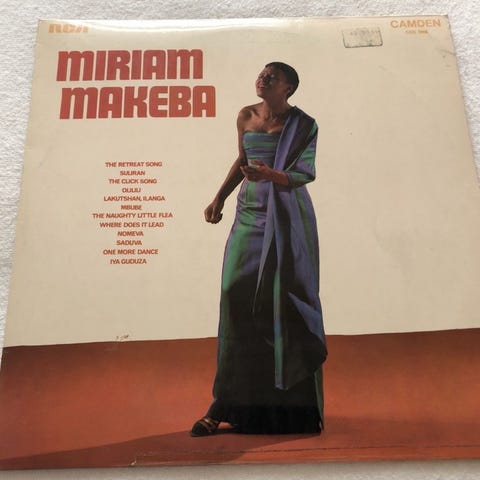 RCA
CAMDEN
MIRIAM
MAKEBA
THE RETREAT SONG
SULIRAN
THE CLICK SONG
OLILILI
LAKUTSHAN, ILANGA
MBUBE
THE NAUGHTY LITTLE FLEA
WHERE DOES IT LEAD
NOMEVA
SADUVA
ONE MORE DANCE
IYA GUDUZA